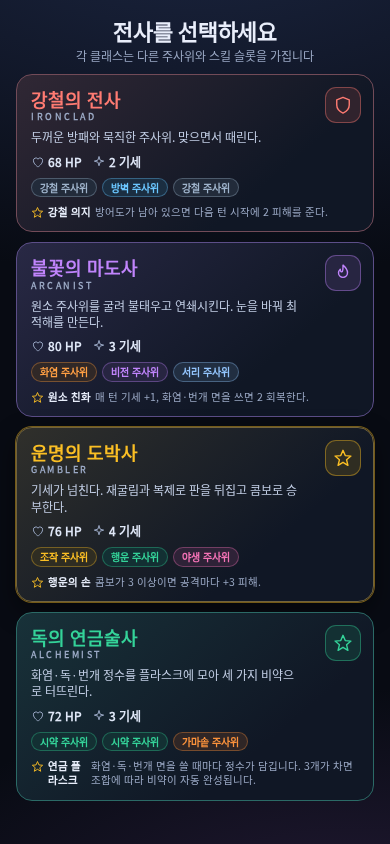 전사를 선택하세요
각 클래스는 다른 주사위와 스킬 슬롯을 가집니다
강철의 전사
IRONCLAD
두꺼운 방패와 묵직한 주사위. 맞으면서 때린다.
68 HP 2 기세
강철 주사위 방벽 주사위 강철 주사위
강철 의지 방어도가 남아 있으면 다음 턴 시작에 2 피해를 준다.
불꽃의 마도사
ARCANIST
원소 주사위를 굴려 불태우고 연쇄시킨다. 눈을 바꿔 최
적해를 만든다.
80 HP 3 기세
화염 주사위 비전 주사위 서리 주사위
원소 친화 매 턴 기세 +1, 화염·번개 면을 쓰면 2 회복한다.
운명의 도박사
GAMBLER
기세가 넘친다. 재굴림과 복제로 판을 뒤집고 콤보로 승
부한다.
76 HP 4 기세
조작 주사위 행운 주사위 야생 주사위
행운의 손 콤보가 3 이상이면 공격마다 +3 피해.
독의 연금술사
ALCHEMIST
화염·독·번개 정수를 플라스크에 모아 세 가지 비약으
로 터뜨린다.
72 HP 3 기세
시약 주사위 시약 주사위 가마솥 주사위
연금 플 화염·독·번개 면을 쓸 때마다 정수가 담깁니다. 3개가 차면
라스크 조합에 따라 비약이 자동 완성됩니다.